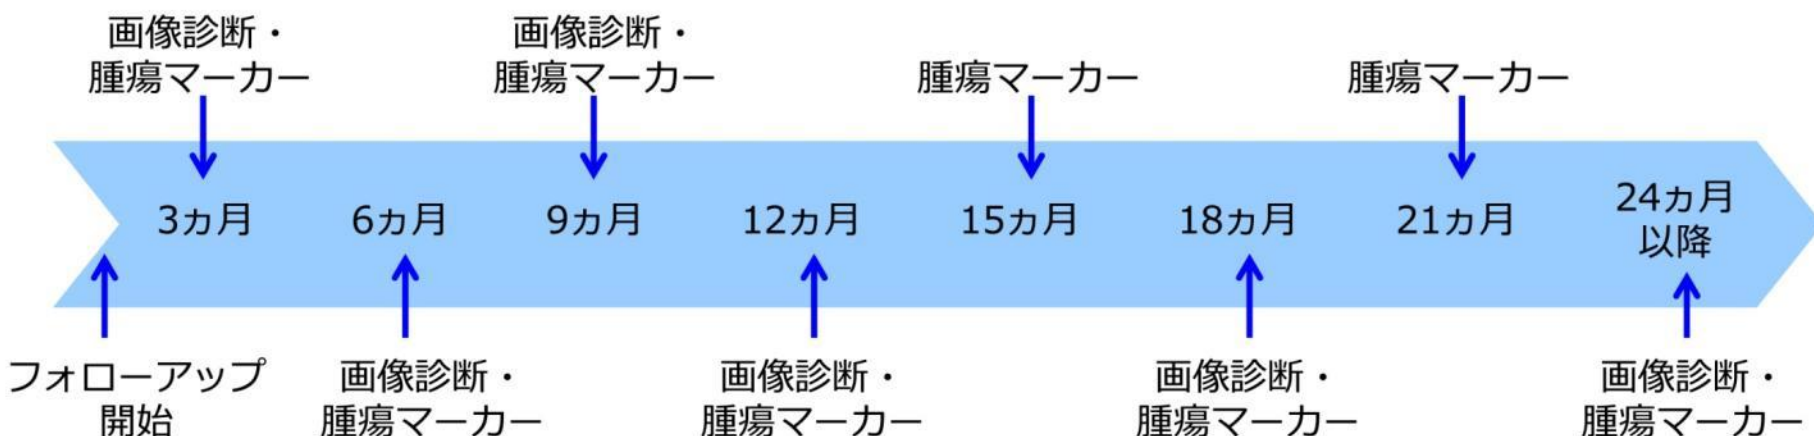 画像診断・
腫瘍マーカー
画像診断・
腫瘍マーカー
腫瘍マーカー
腫瘍マーカー
3カ月
6カ月
9カ月
12カ月
15カ月
18カ月
21カ月
24カ月
以降
フォローアップ
開始
画像診断・
腫瘍マーカー
画像診断・
腫瘍マーカー
画像診断・
腫瘍マーカー
画像診断・
腫瘍マーカー